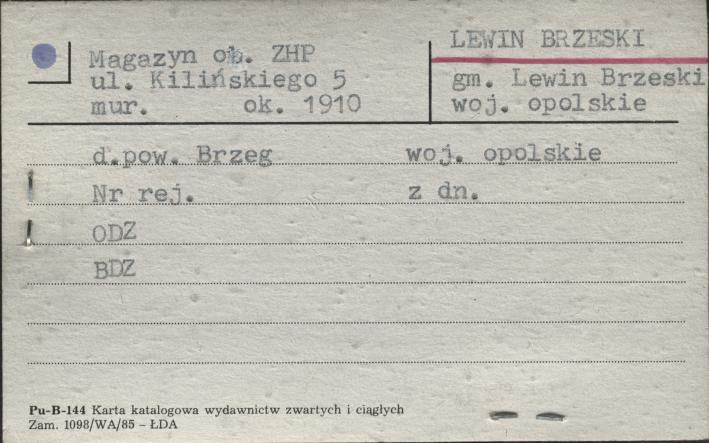 Magazyn ob. ZHP
ul. Kilińskiego 5
mur. ok. 1910
LEWIN BRZESKI
gm. Lewin Brzeski
woj. opolskie
d.pow. Brzeg woj. opolskie
Nr rej. z dn.
ODZ
BDZ
Pu-B-144 Karta katalogowa wydawnictw zwartych i ciągłych
Zam. 1098/WA/85 - ŁDA